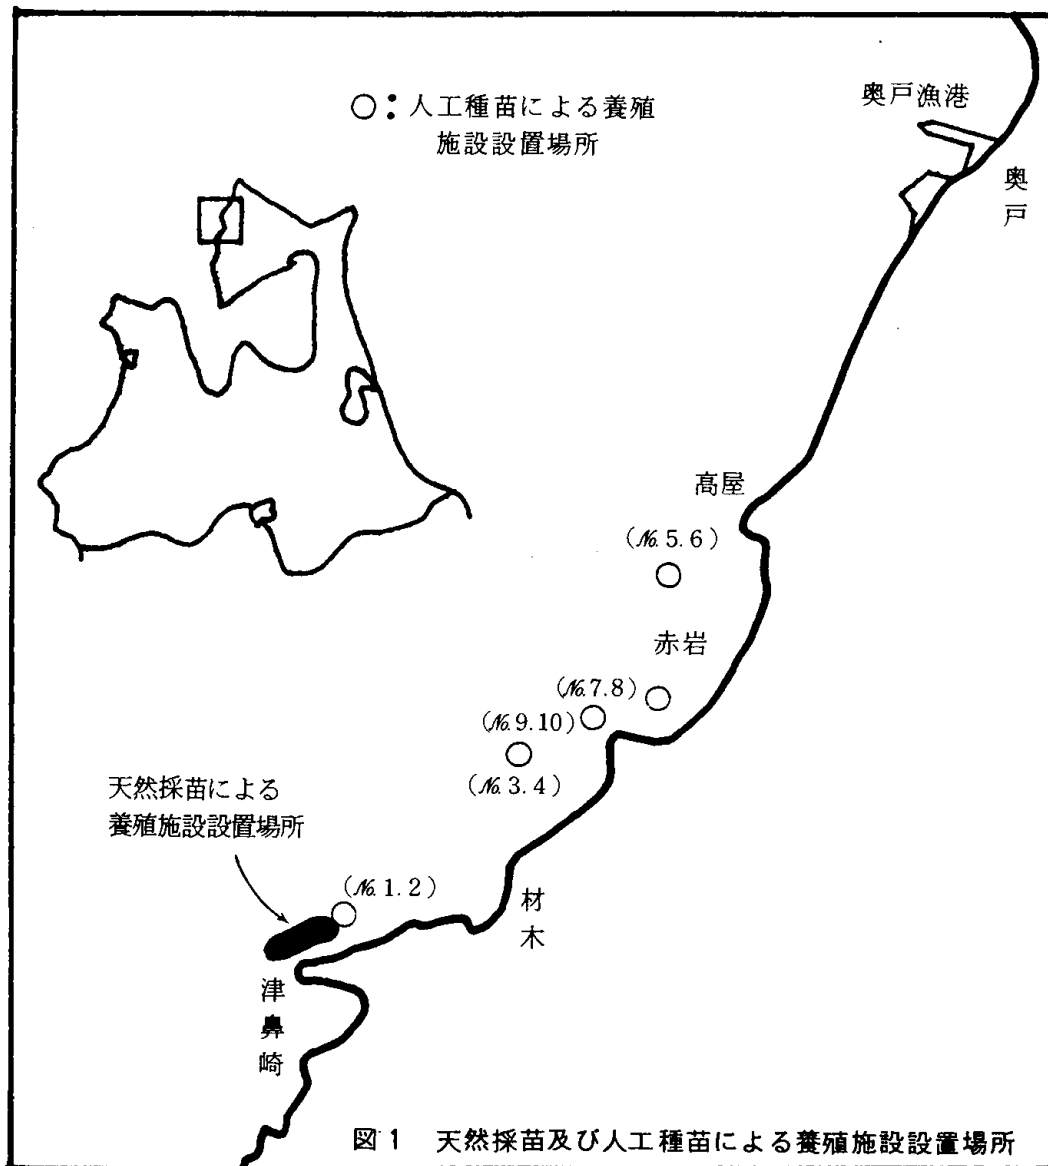 ○：人工種苗による養殖
施設設置場所
奥戸漁港
奥戸
高屋
(№5.6)
赤岩
(№7.8)
(№9.10)
(№3.4)
天然採苗による
養殖施設設置場所
(№1.2)
材木
津鼻崎
図1 天然採苗及び人工種苗による養殖施設設置場所